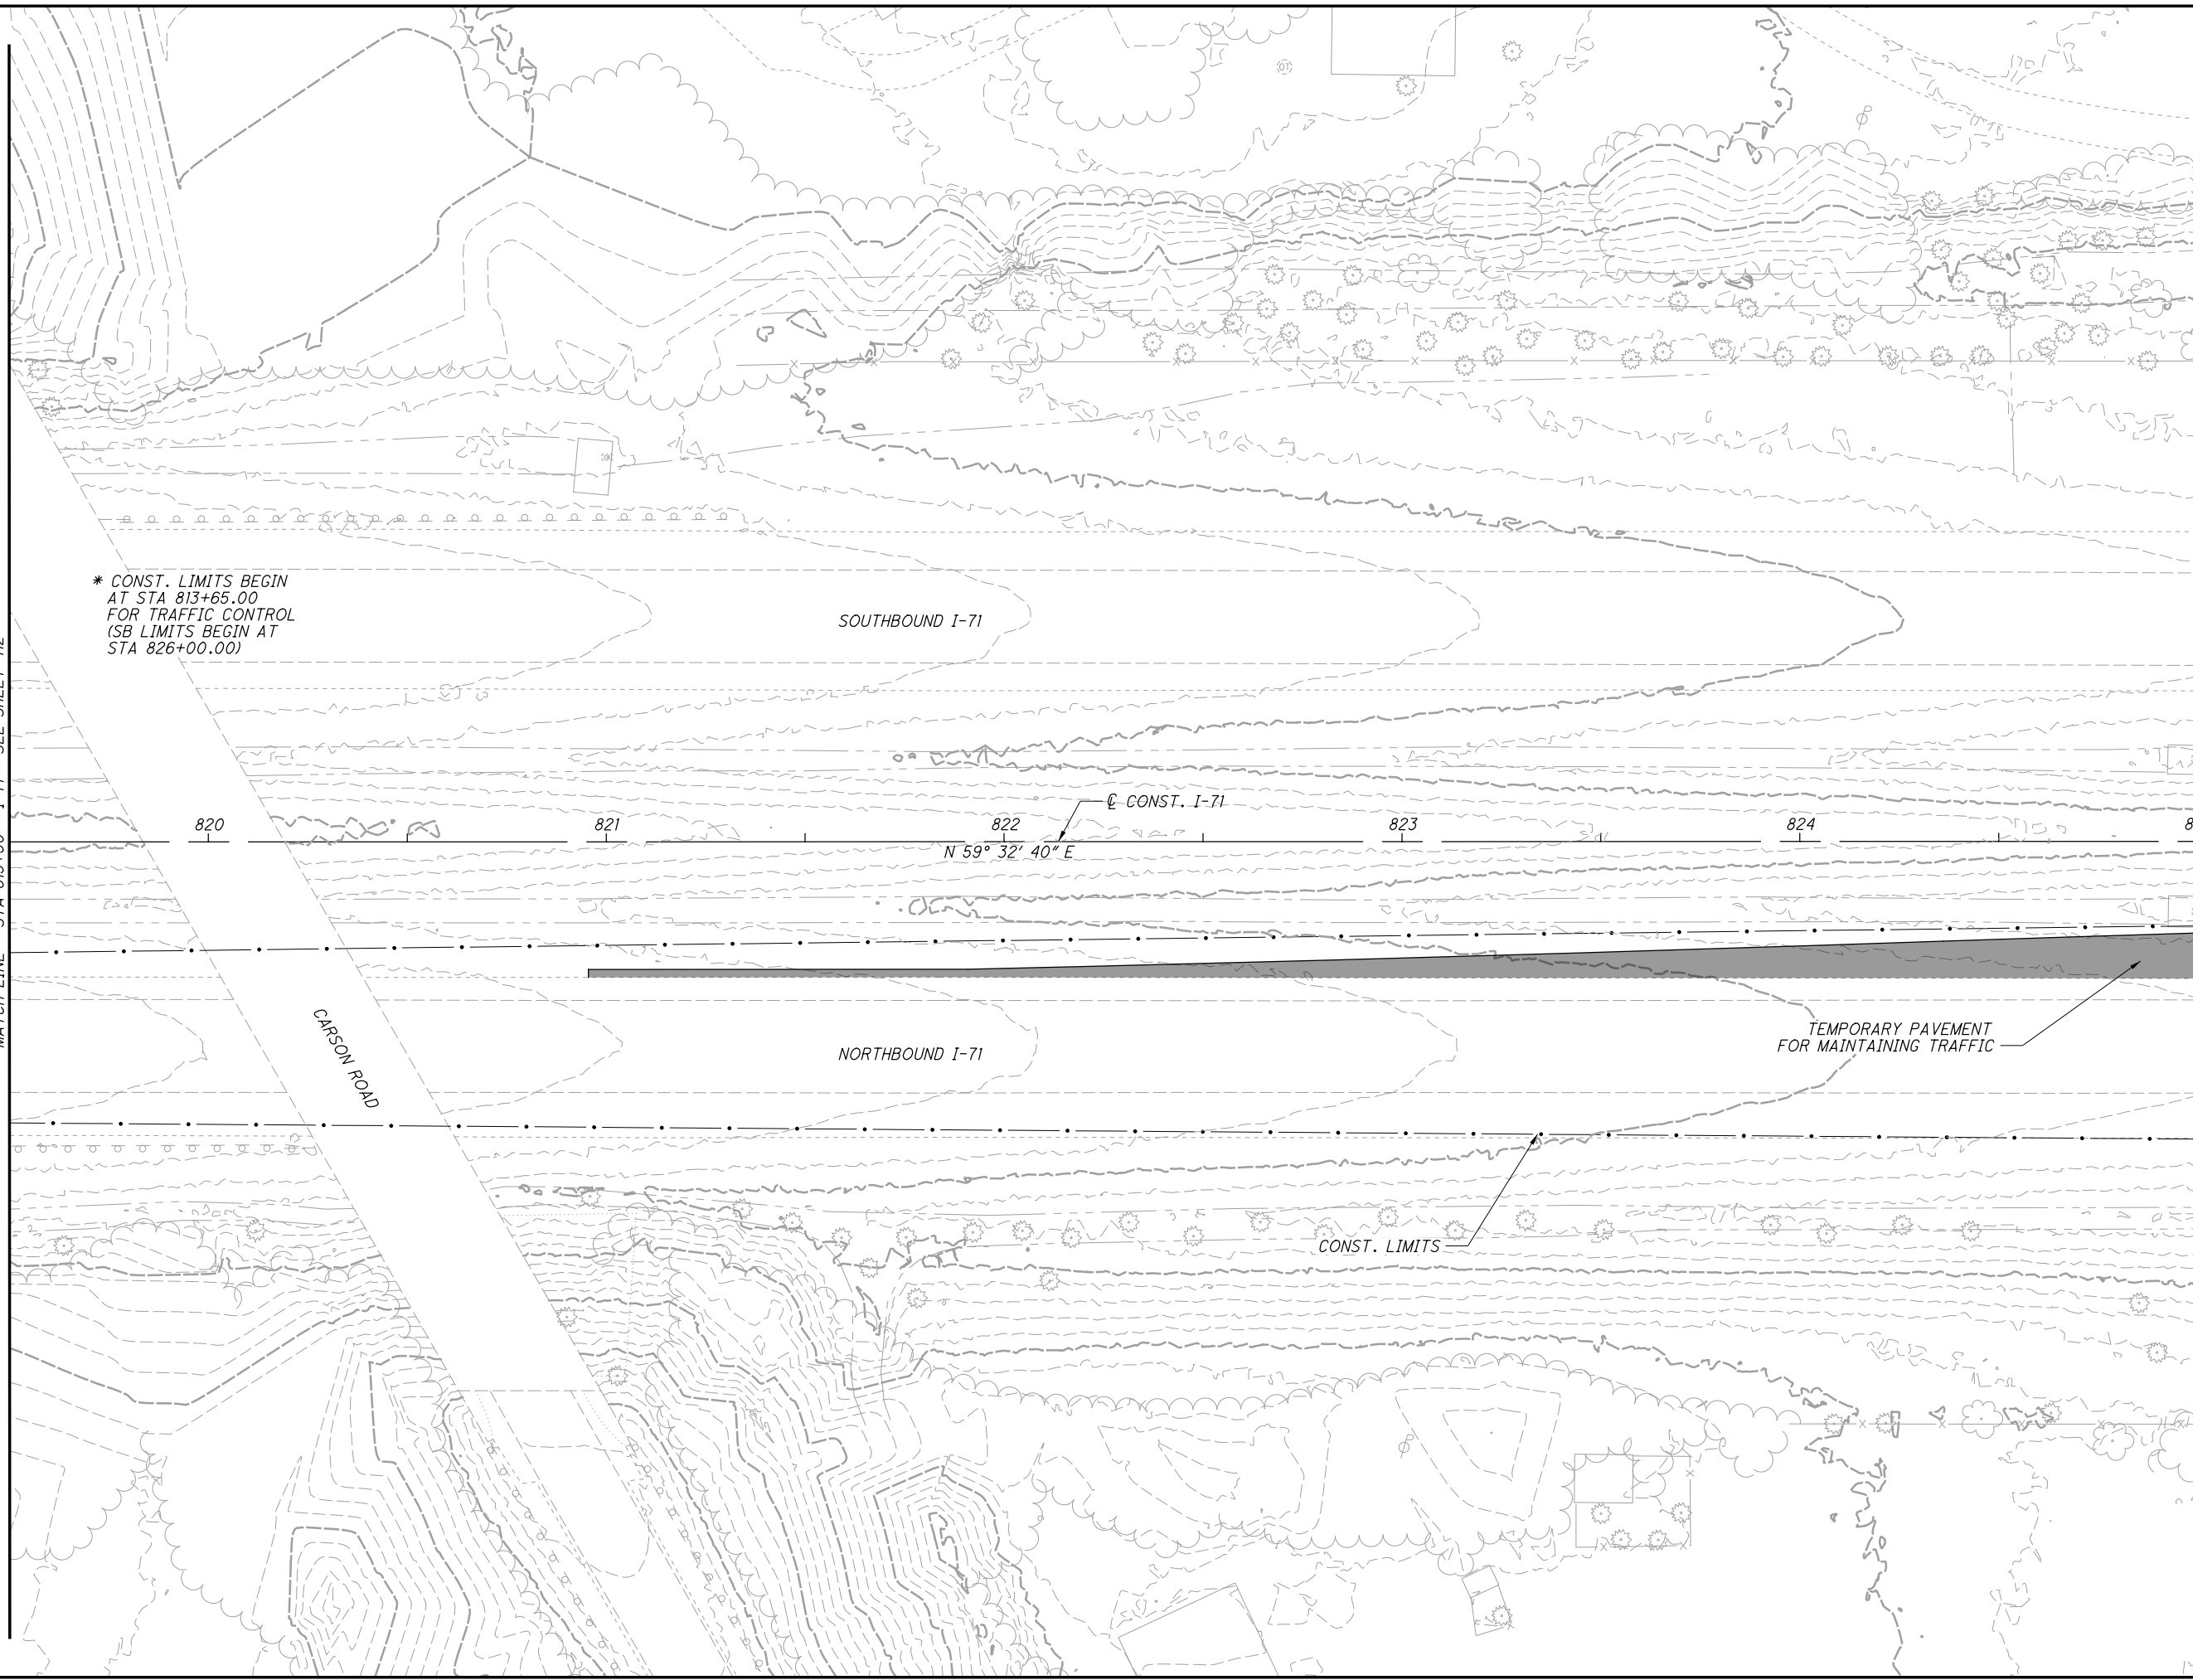 * CONST. LIMITS BEGIN
AT STA 813+65.00
FOR TRAFFIC CONTROL
(SB LIMITS BEGIN AT
STA 826+00.00)
SOUTHBOUND I-71
℄ CONST. I-71
820
821
822
823
824
N 59° 32' 40" E
CARSON ROAD
NORTHBOUND I-71
TEMPORARY PAVEMENT
FOR MAINTAINING TRAFFIC
CONST. LIMITS